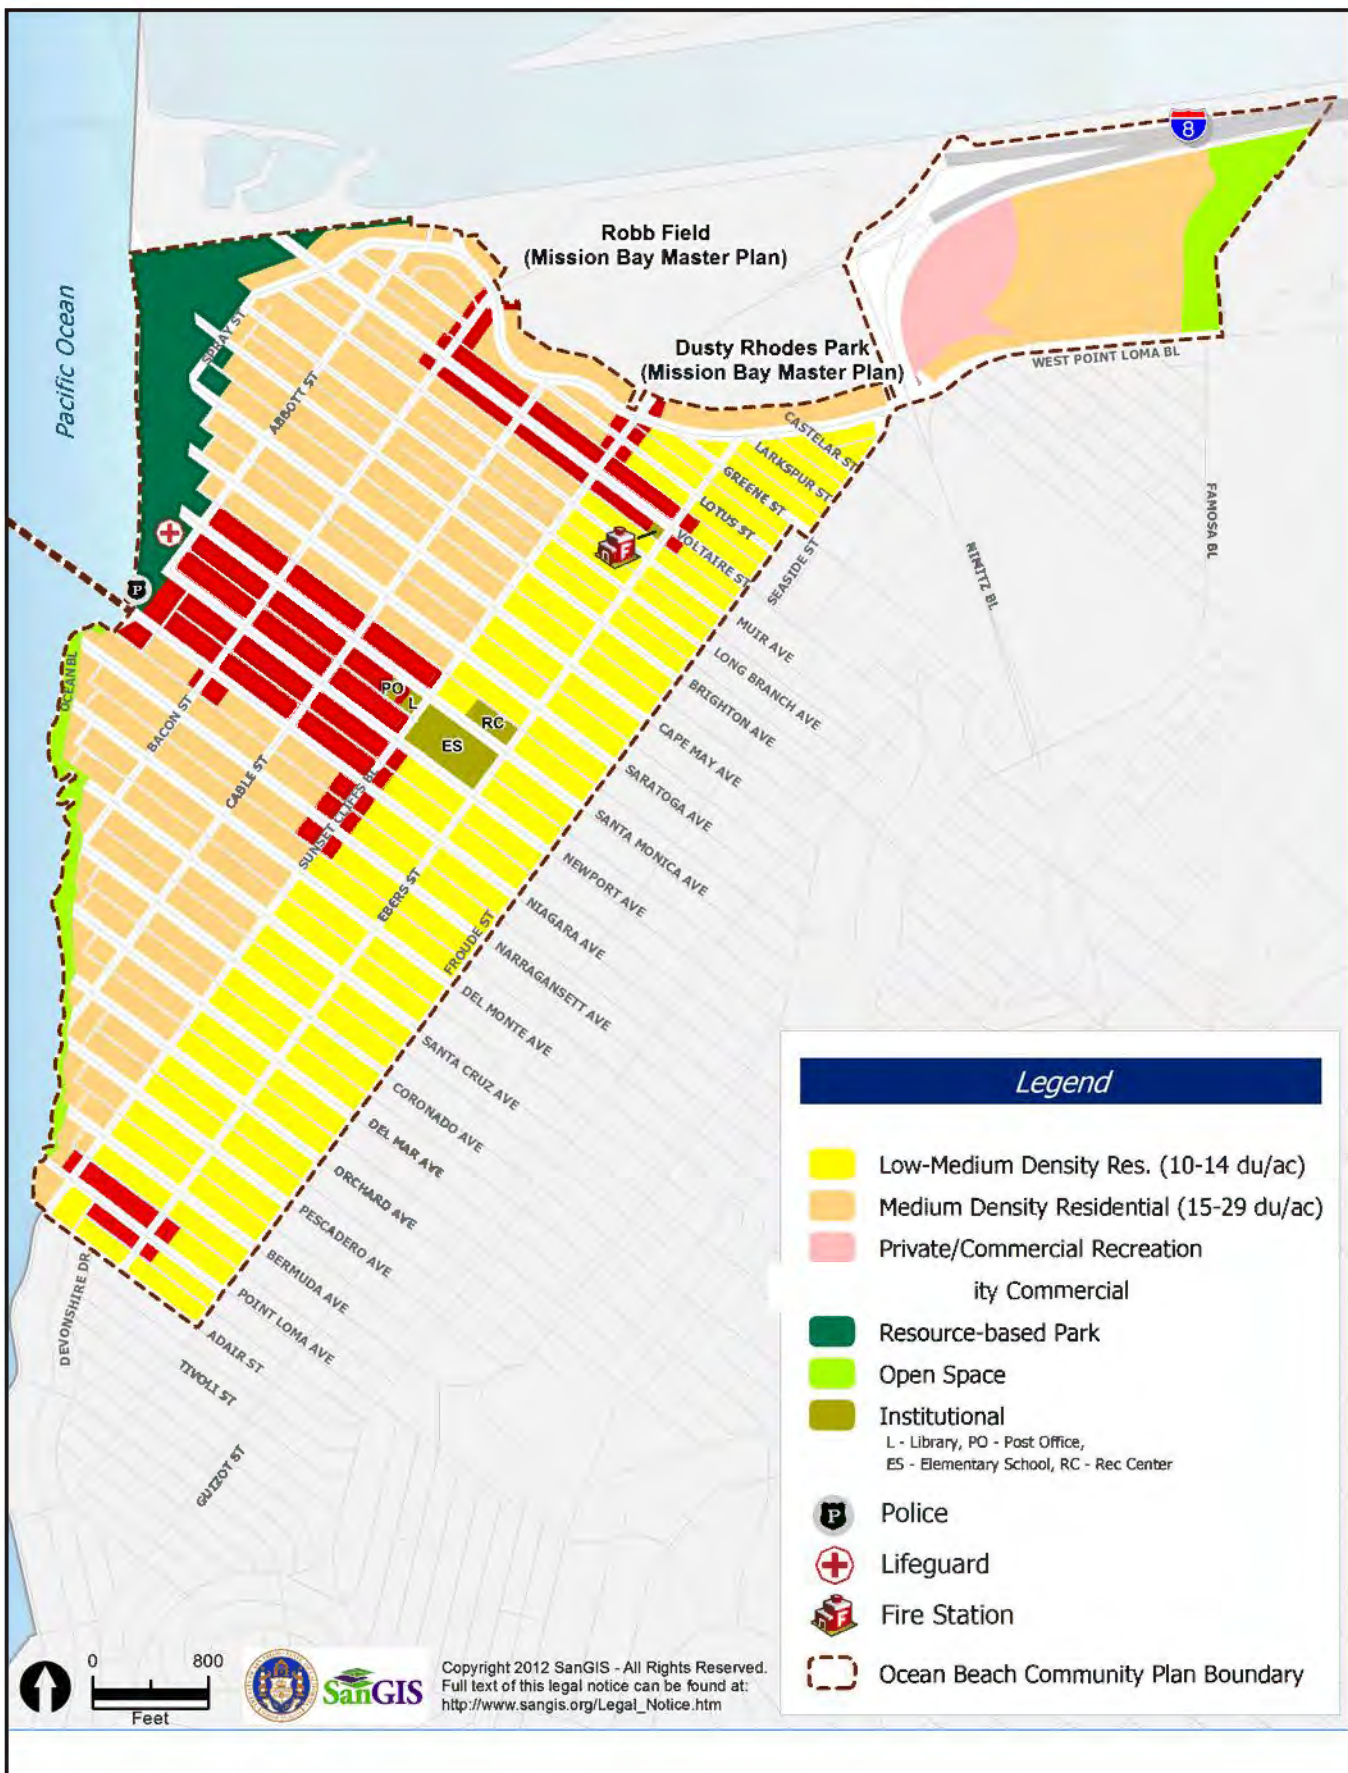 8
Robb Field
(Mission Bay Master Plan)
Dusty Rhodes Park
(Mission Bay Master Plan)
Pacific Ocean
WEST POINT LOMA BL
SPRAY ST
ABBOTT ST
CASTELAR ST
LARKSPUR ST
GREENE ST
LOTUS ST
VOLTAIRE ST
SEASIDE ST
NIMITZ BL
FAMOSA BL
F
P
MUIR AVE
LONG BRANCH AVE
BRIGHTON AVE
CAPE MAY AVE
SARATOGA AVE
SANTA MONICA AVE
NEWPORT AVE
NIAGARA AVE
NARRAGANSETT AVE
DEL MONTE AVE
SANTA CRUZ AVE
CORONADO AVE
DEL MAR AVE
ORCHARD AVE
PESCADERO AVE
BERMUDA AVE
POINT LOMA AVE
ADAIR ST
TIVOLI ST
GUIZOT ST
DEVONSHIRE DR
OCEAN BL
BACON ST
CABLE ST
SUNSET CLIFFS BL
EBERS ST
FROUDE ST
PO
L
RC
ES
Legend
Low-Medium Density Res. (10-14 du/ac)
Medium Density Residential (15-29 du/ac)
Private/Commercial Recreation
ity Commercial
Resource-based Park
Open Space
Institutional
L - Library, PO - Post Office,
ES - Elementary School, RC - Rec Center
P Police
Lifeguard
F Fire Station
Ocean Beach Community Plan Boundary
0 800
Feet
SanGIS
Copyright 2012 SanGIS - All Rights Reserved.
Full text of this legal notice can be found at:
http://www.sangis.org/Legal_Notice.htm